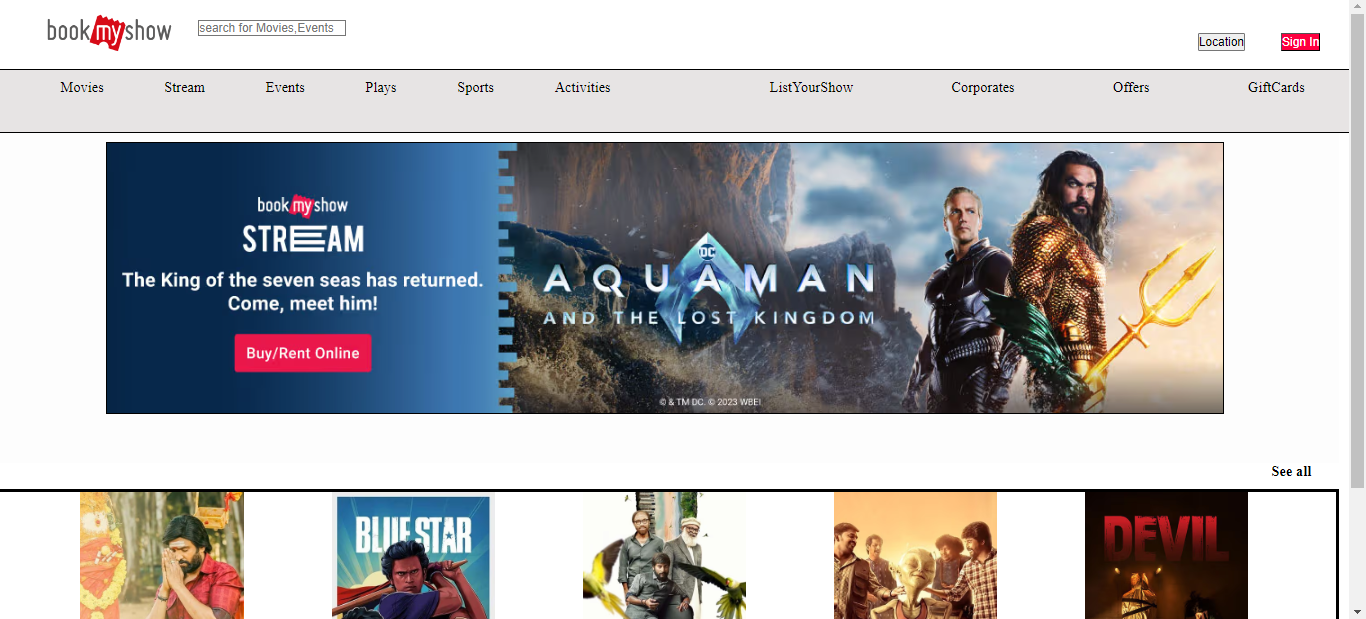 bookmyshow
search for Movies,Events
Location
Sign In
Movies
Stream
Events
Plays
Sports
Activities
ListYourShow
Corporates
Offers
GiftCards
bookmyshow
STREAM
The King of the seven seas has returned.
Come, meet him!
Buy/Rent Online
DC
AQUAMAN
AND THE LOST KINGDOM
© & TM DC. © 2023 WBEI
See all
BLUE STAR
DEVIL